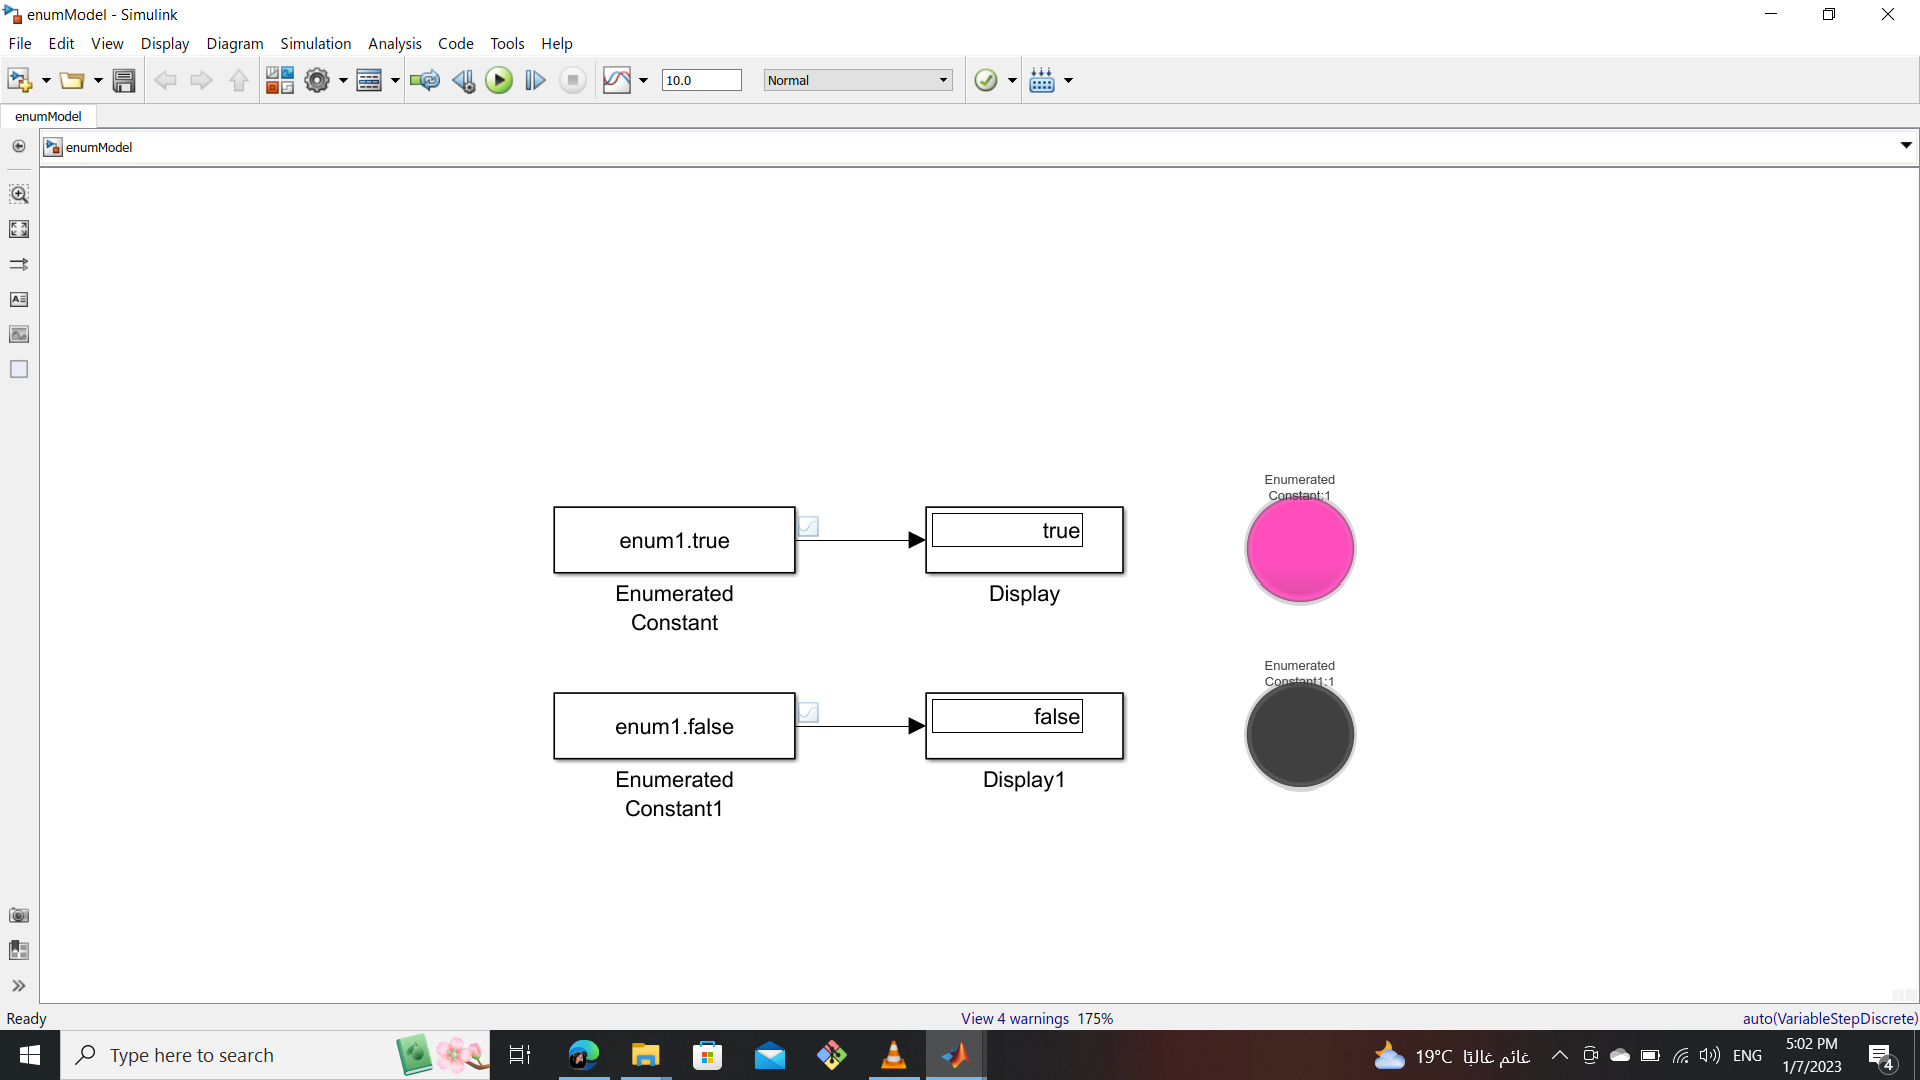 enumModel - Simulink
File Edit View Display Diagram Simulation Analysis Code Tools Help
10.0
Normal
enumModel
enumModel
Enumerated
Constant:1
enum1.true
true
Enumerated
Constant
Display
Enumerated
Constant1:1
enum1.false
false
Enumerated
Constant1
Display1
Ready
View 4 warnings 175%
auto(VariableStepDiscrete)
Type here to search
19°C غائم غالبًا
ENG
5:02 PM
1/7/2023
4